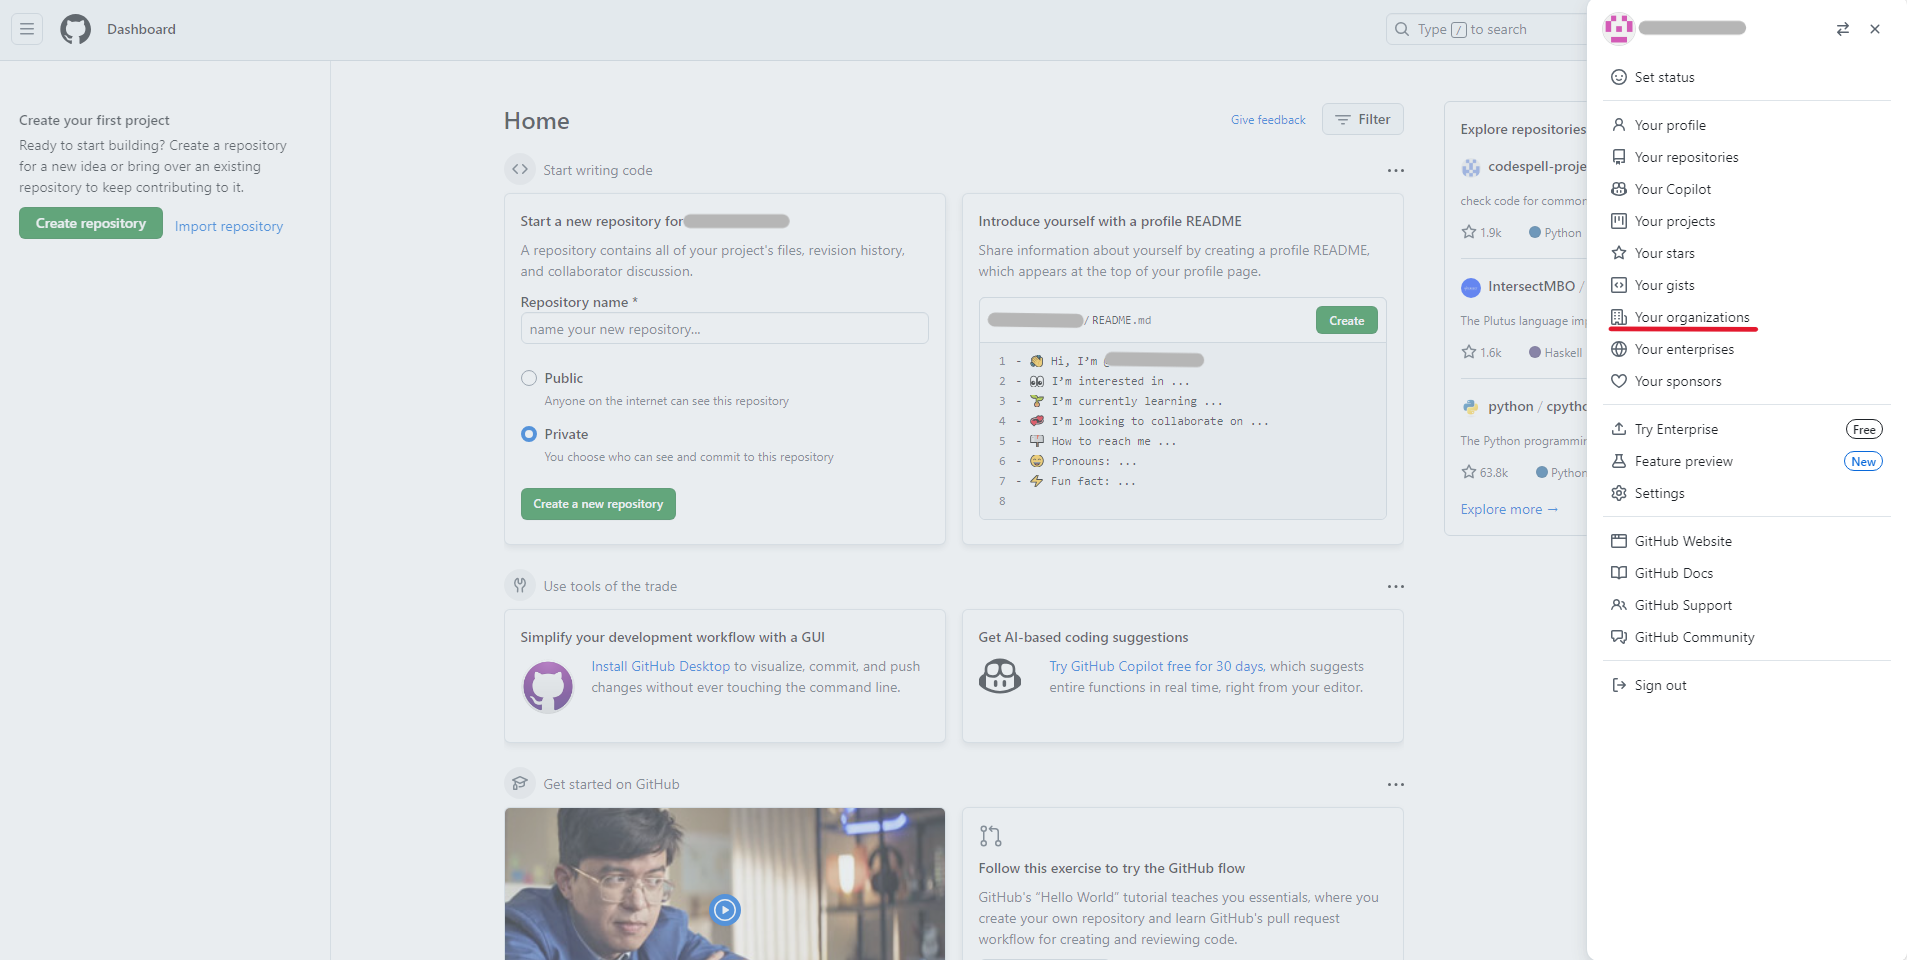 Dashboard
Type / to search
Create your first project
Ready to start building? Create a repository
for a new idea or bring over an existing
repository to keep contributing to it.
Create repository
Import repository
Home
Give feedback
Filter
Start writing code
Start a new repository for
A repository contains all of your project's files, revision history,
and collaborator discussion.
Repository name *
name your new repository...
Public
Anyone on the internet can see this repository
Private
You choose who can see and commit to this repository
Create a new repository
Introduce yourself with a profile README
Share information about yourself by creating a profile README,
which appears at the top of your profile page.
/ README.md
Create
1 - 👋 Hi, I’m @
2 - 👀 I’m interested in ...
3 - 🌱 I’m currently learning ...
4 - 💞️ I’m looking to collaborate on ...
5 - 📫 How to reach me ...
6 - 😄 Pronouns: ...
7 - ⚡ Fun fact: ...
8
Use tools of the trade
Simplify your development workflow with a GUI
Install GitHub Desktop to visualize, commit, and push
changes without ever touching the command line.
Get AI-based coding suggestions
Try GitHub Copilot free for 30 days, which suggests
entire functions in real time, right from your editor.
Get started on GitHub
Follow this exercise to try the GitHub flow
GitHub's “Hello World” tutorial teaches you essentials, where you
create your own repository and learn GitHub's pull request
workflow for creating and reviewing code.
Explore repositories
codespell-proje
check code for common
1.9k Python
IntersectMBO /
The Plutus language im
1.6k Haskell
python / cpytho
The Python programmin
63.8k Python
Explore more →
Set status
Your profile
Your repositories
Your Copilot
Your projects
Your stars
Your gists
Your organizations
Your enterprises
Your sponsors
Try Enterprise Free
Feature preview New
Settings
GitHub Website
GitHub Docs
GitHub Support
GitHub Community
Sign out